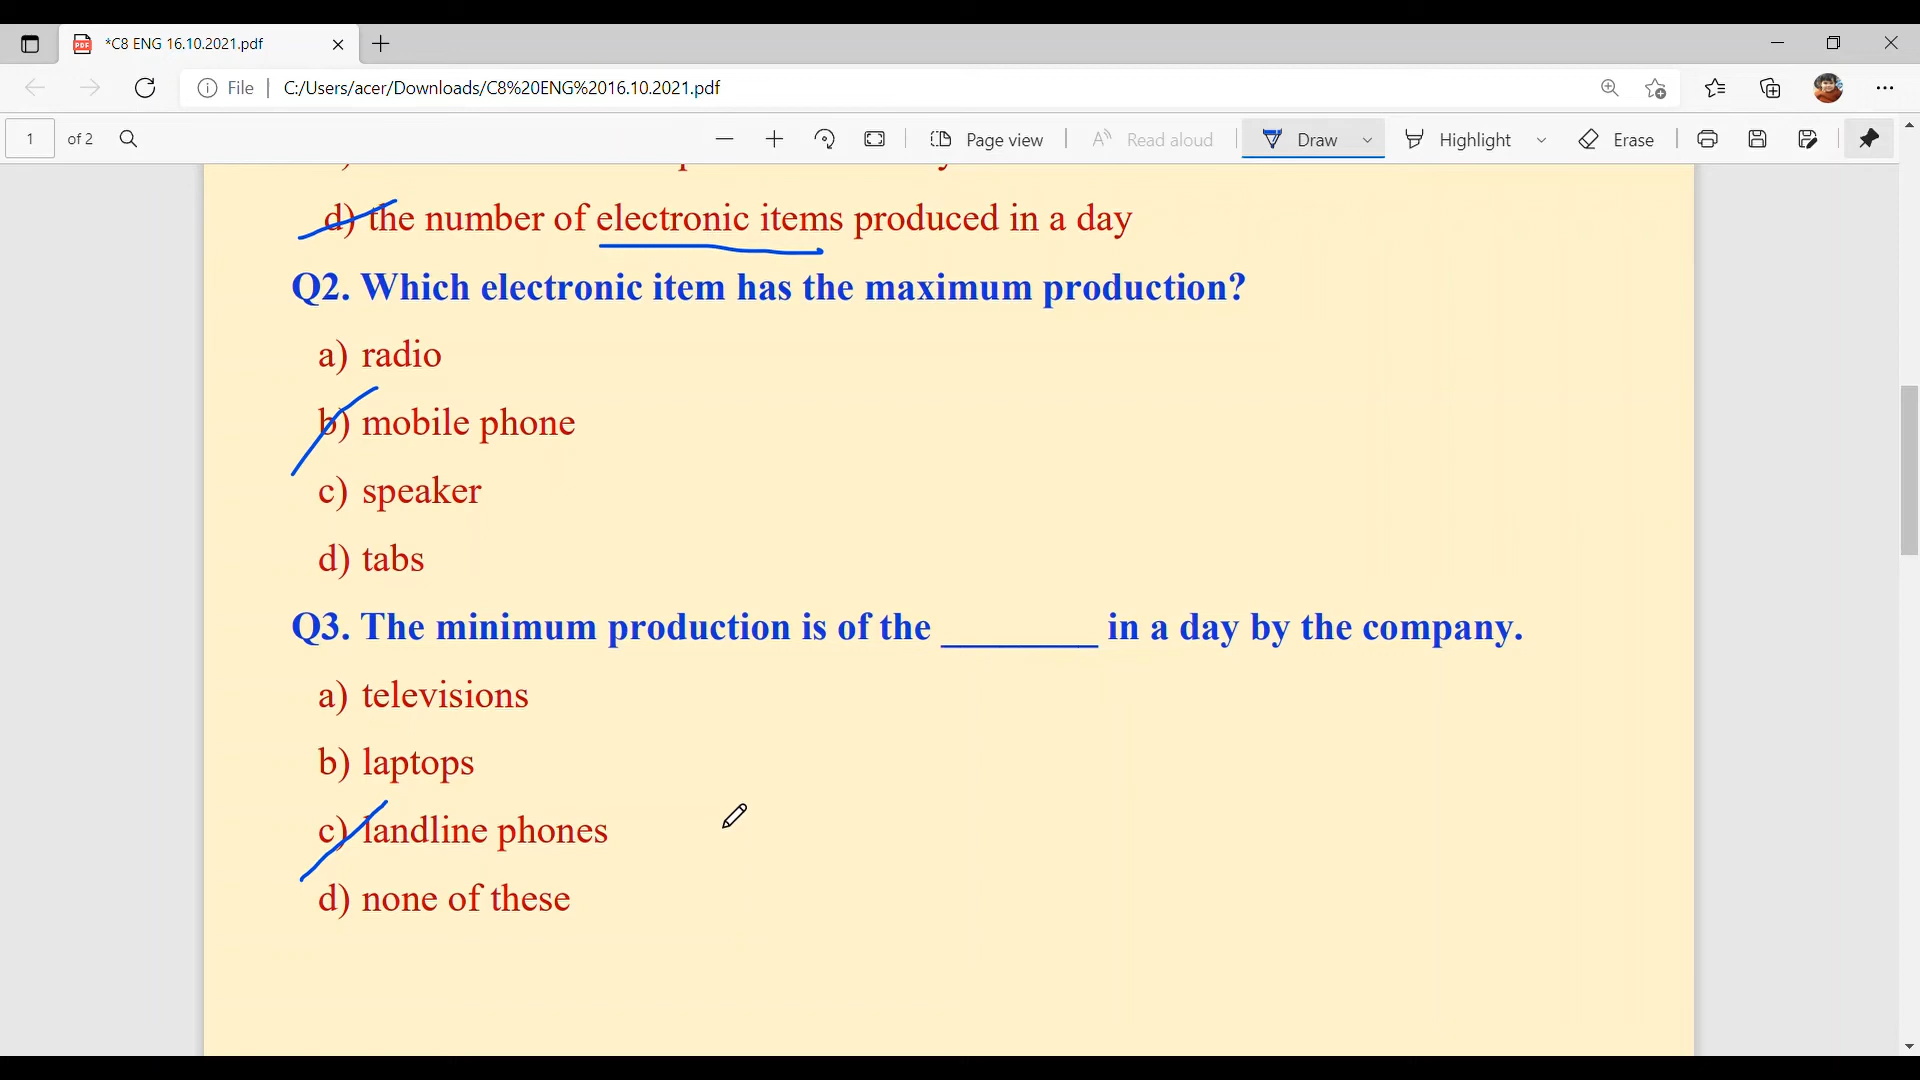 *C8 ENG 16.10.2021.pdf
File | C:/Users/acer/Downloads/C8%20ENG%2016.10.2021.pdf
1 of 2 Page view Read aloud Draw Highlight Erase
d) the number of electronic items produced in a day
Q2. Which electronic item has the maximum production?
a) radio
b) mobile phone
c) speaker
d) tabs
Q3. The minimum production is of the ________ in a day by the company.
a) televisions
b) laptops
c) landline phones
d) none of these